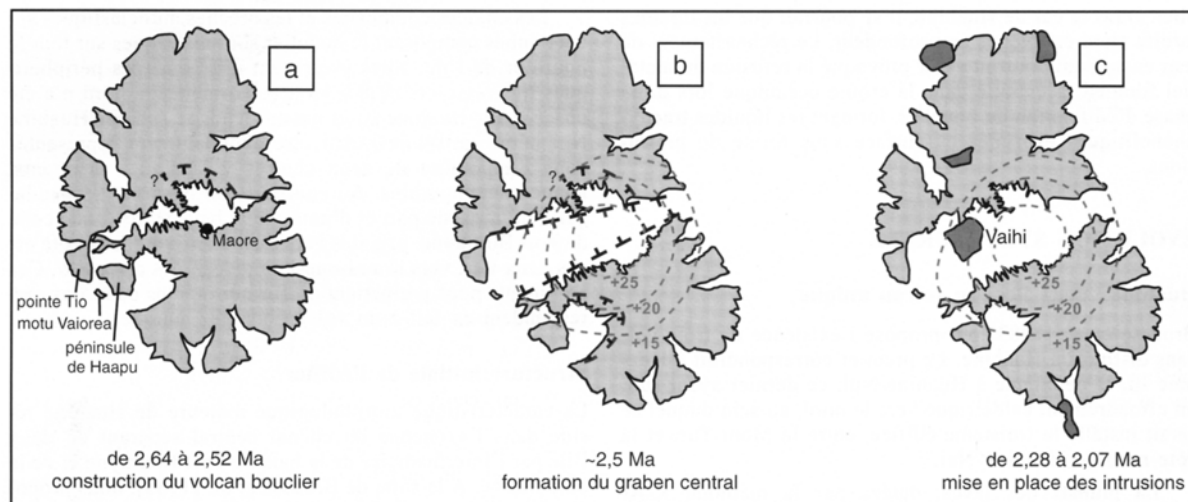 a
?
Maore
pointe Tio
motu Vaiorea
péninsule
de Haapu
de 2,64 à 2,52 Ma
construction du volcan bouclier
b
?
+25
+20
+15
~2,5 Ma
formation du graben central
c
Vaihi
+25
+20
+15
de 2,28 à 2,07 Ma
mise en place des intrusions